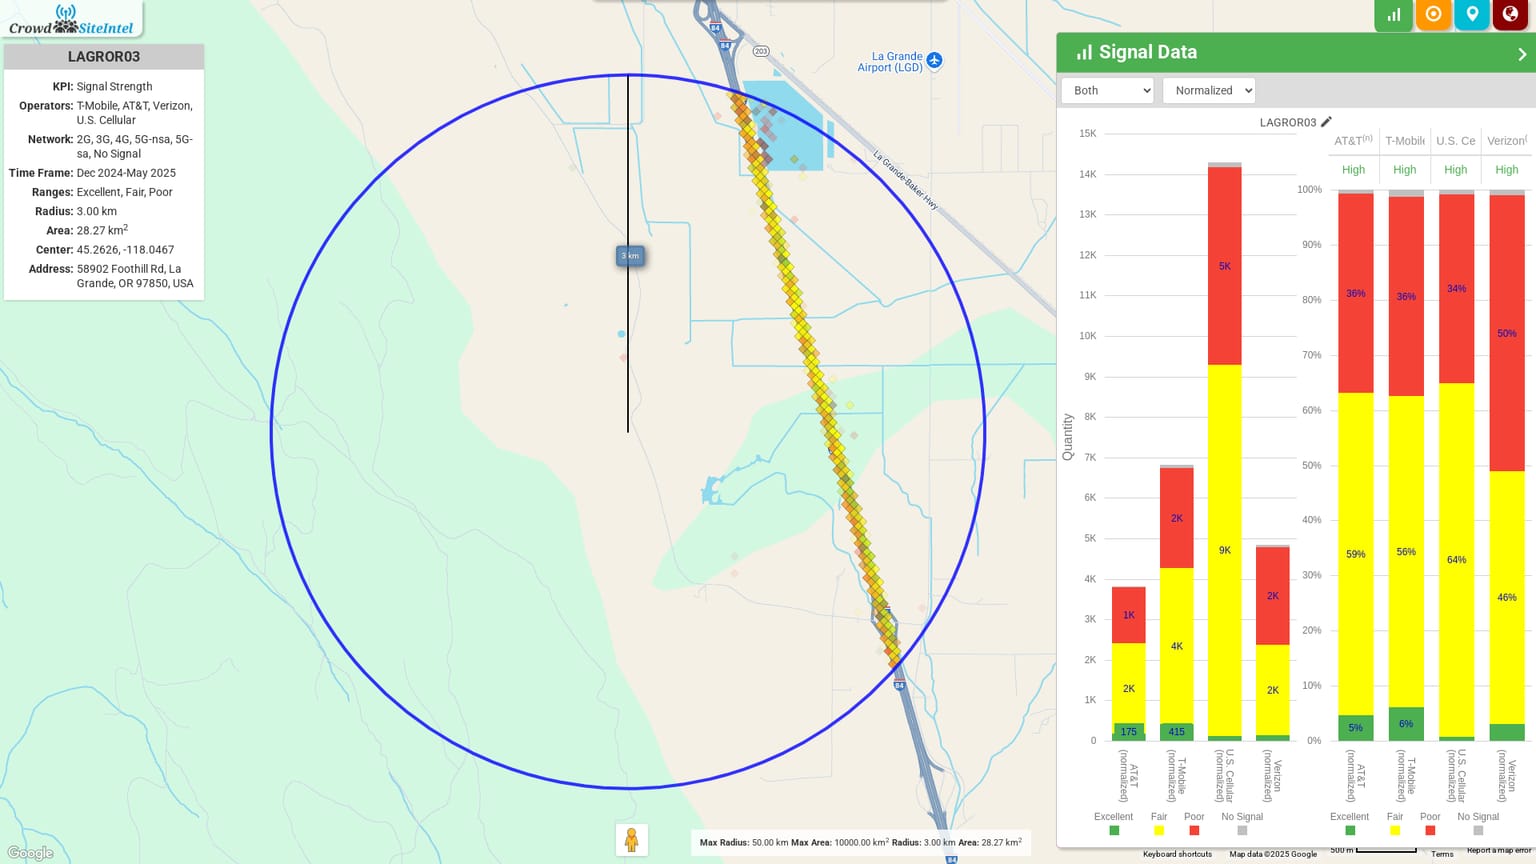 CrowdSiteIntel
LAGROR03
KPI: Signal Strength
Operators: T-Mobile, AT&T, Verizon,
U.S. Cellular
Network: 2G, 3G, 4G, 5G-nsa, 5G-
sa, No Signal
Time Frame: Dec 2024-May 2025
Ranges: Excellent, Fair, Poor
Radius: 3.00 km
Area: 28.27 km²
Center: 45.2626, -118.0467
Address: 58902 Foothill Rd, La
Grande, OR 97850, USA
84
84
203
La Grande
Airport (LGD)
La Grande-Baker Hwy
3 km
84
84
Google
Max Radius: 50.00 km Max Area: 10000.00 km² Radius: 3.00 km Area: 28.27 km²
Signal Data
Both
Normalized
LAGROR03
Quantity
15K
14K
13K
12K
11K
10K
9K
8K
7K
6K
5K
4K
3K
2K
1K
0
1K
2K
175
2K
4K
415
5K
9K
2K
2K
AT&T
(normalized)
T-Mobile
(normalized)
U.S. Cellular
(normalized)
Verizon
(normalized)
Excellent
Fair
Poor
No Signal
AT&T(n)
T-Mobile
U.S. Ce
Verizon(
High
High
High
High
100%
90%
80%
70%
60%
50%
40%
30%
20%
10%
0%
36%
59%
5%
36%
56%
6%
34%
64%
50%
46%
AT&T
(normalized)
T-Mobile
(normalized)
U.S. Cellular
(normalized)
Verizon
(normalized)
Excellent
Fair
Poor
No Signal
Keyboard shortcuts
Map data ©2025 Google
500 m
Terms
Report a map error